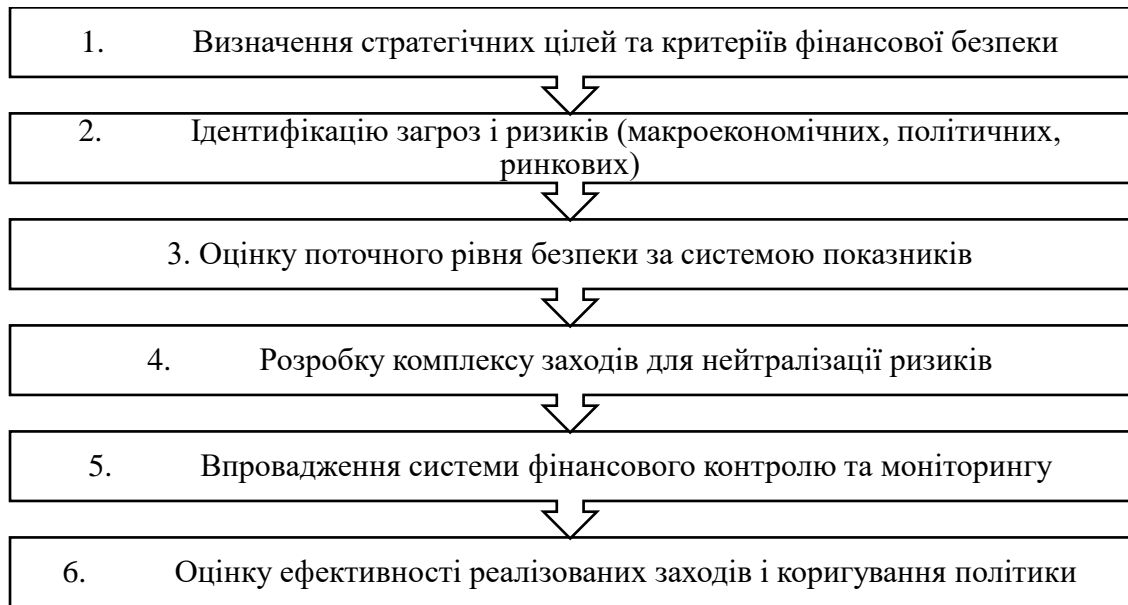 1. Визначення стратегічних цілей та критеріїв фінансової безпеки
2. Ідентифікацію загроз і ризиків (макроекономічних, політичних,
ринкових)
3. Оцінку поточного рівня безпеки за системою показників
4. Розробку комплексу заходів для нейтралізації ризиків
5. Впровадження системи фінансового контролю та моніторингу
6. Оцінку ефективності реалізованих заходів і коригування політики